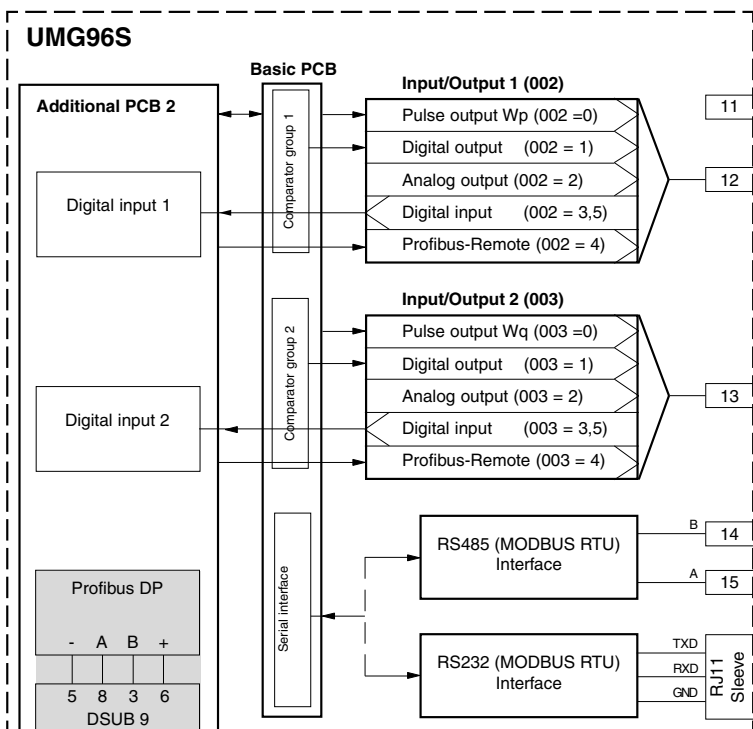 UMG96S
Additional PCB 2
Digital input 1
Digital input 2
Profibus DP
- A B +
5 8 3 6
DSUB 9
Basic PCB
Comparator group 1
Comparator group 2
Serial interface
Input/Output 1 (002)
Pulse output Wp (002 =0)
Digital output (002 = 1)
Analog output (002 = 2)
Digital input (002 = 3,5)
Profibus-Remote (002 = 4)
11
12
Input/Output 2 (003)
Pulse output Wq (003 =0)
Digital output (003 = 1)
Analog output (003 = 2)
Digital input (003 = 3,5)
Profibus-Remote (003 = 4)
13
RS485 (MODBUS RTU)
Interface
B 14
A 15
RS232 (MODBUS RTU)
Interface
TXD
RXD
GND
RJ11
Sleeve